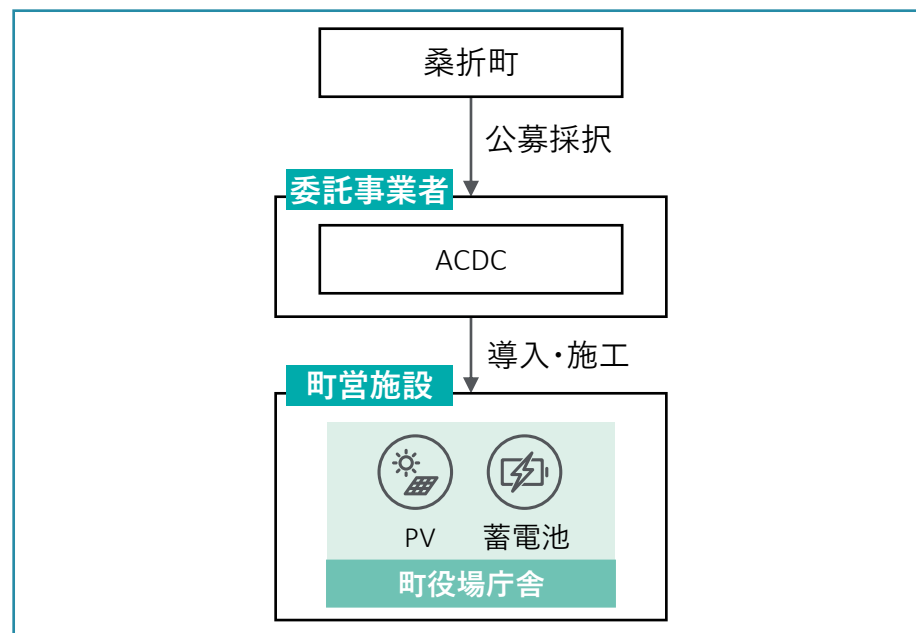 桑折町
公募採択
委託事業者
ACDC
導入・施工
町営施設
PV 蓄電池
町役場庁舎